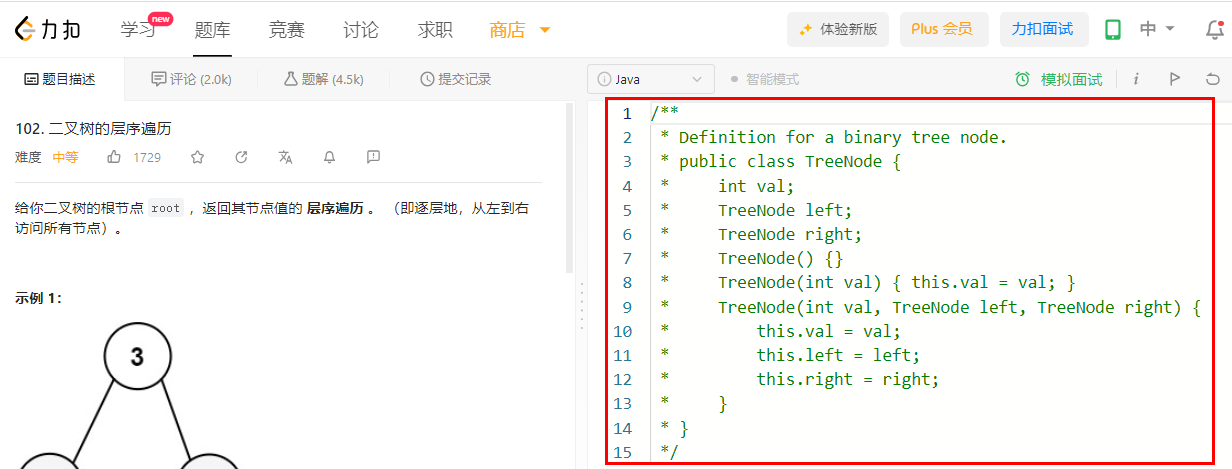 力扣 学习 new 题库 竞赛 讨论 求职 商店 体验新版 Plus 会员 力扣面试 中
题目描述 评论 (2.0k) 题解 (4.5k) 提交记录
i Java 智能模式 模拟面试 i
102. 二叉树的层序遍历
难度 中等 1729
给你二叉树的根节点 root ，返回其节点值的 层序遍历 。 （即逐层地，从左到右
访问所有节点）。
示例 1：
3
1 /**
2 * Definition for a binary tree node.
3 * public class TreeNode {
4 *     int val;
5 *     TreeNode left;
6 *     TreeNode right;
7 *     TreeNode() {}
8 *     TreeNode(int val) { this.val = val; }
9 *     TreeNode(int val, TreeNode left, TreeNode right) {
10 *         this.val = val;
11 *         this.left = left;
12 *         this.right = right;
13 *     }
14 * }
15 */